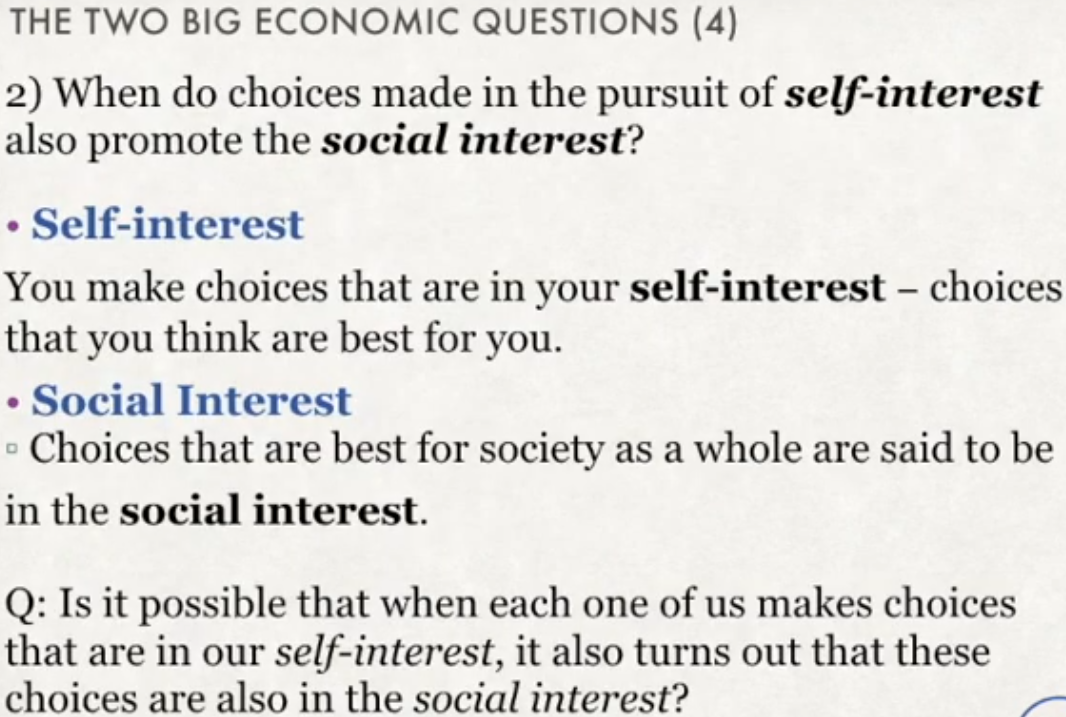 THE TWO BIG ECONOMIC QUESTIONS (4)
2) When do choices made in the pursuit of self-interest
also promote the social interest?
• Self-interest
You make choices that are in your self-interest – choices
that you think are best for you.
• Social Interest
▫ Choices that are best for society as a whole are said to be
in the social interest.
Q: Is it possible that when each one of us makes choices
that are in our self-interest, it also turns out that these
choices are also in the social interest?